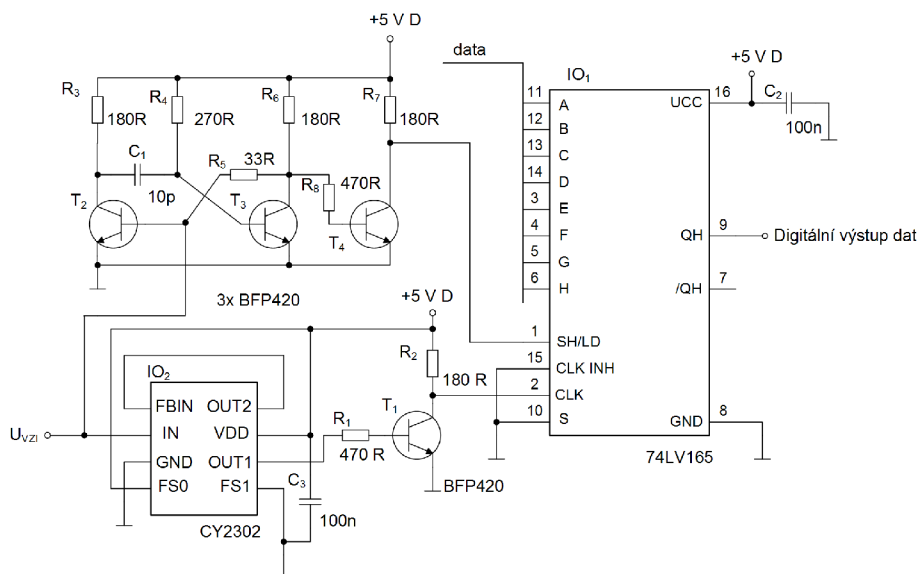 +5 V D
data
+5 V D
IO₁
R₃
R₄
R₆
R₇
180R
270R
180R
180R
C₁
10p
R₅
33R
R₈
470R
T₂
T₃
T₄
3x BFP420
11
A
12
B
13
C
14
D
3
E
4
F
5
G
6
H
1
SH/LD
15
CLK INH
2
CLK
10
S
UCC
16
C₂
100n
QH
9
Digitální výstup dat
/QH
7
GND
8
74LV165
+5 V D
R₂
180 R
T₁
R₁
470 R
BFP420
IO₂
FBIN
OUT2
IN
VDD
GND
OUT1
FS0
FS1
CY2302
U_VZI
C₃
100n